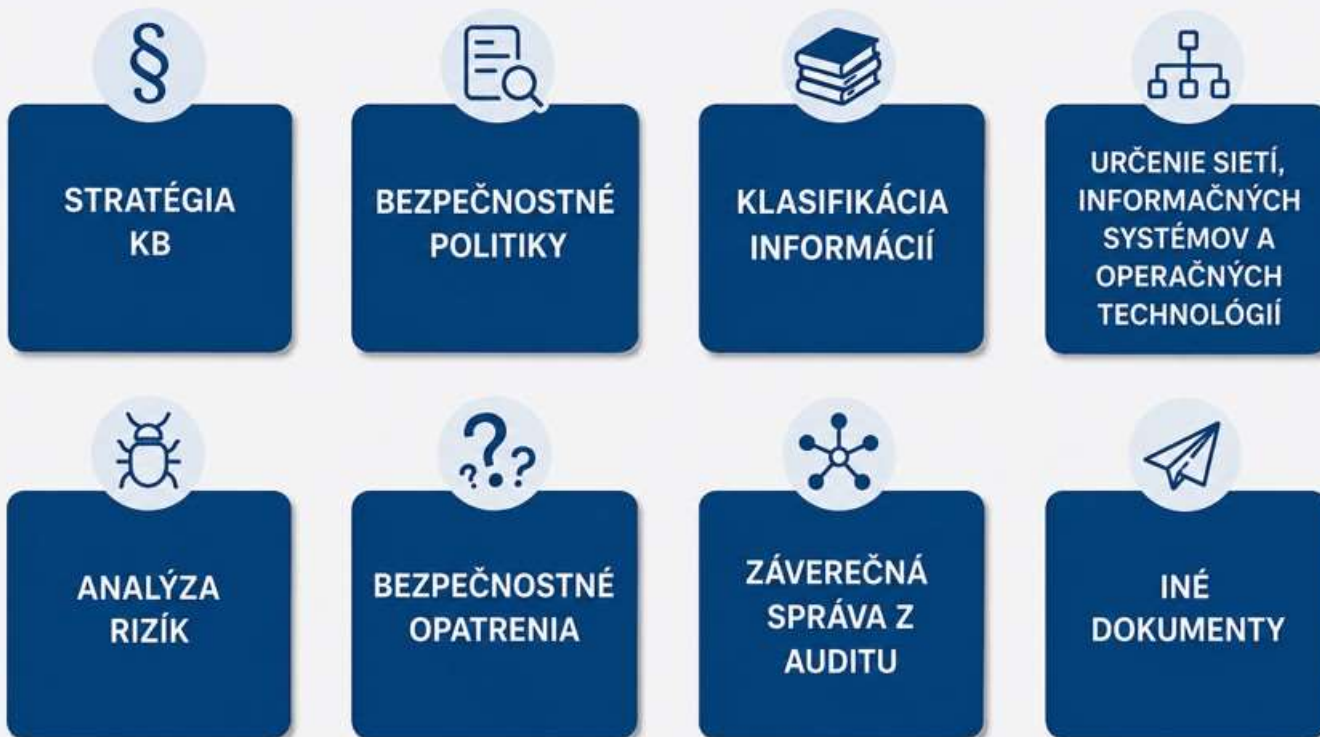 §
STRATÉGIA
KB
BEZPEČNOSTNÉ
POLITIKY
KLASIFIKÁCIA
INFORMÁCIÍ
URČENIE SIETÍ,
INFORMAČNÝCH
SYSTÉMOV A
OPERAČNÝCH
TECHNOLÓGIÍ
ANALÝZA
RIZÍK
???
BEZPEČNOSTNÉ
OPATRENIA
ZÁVEREČNÁ
SPRÁVA Z
AUDITU
INÉ
DOKUMENTY